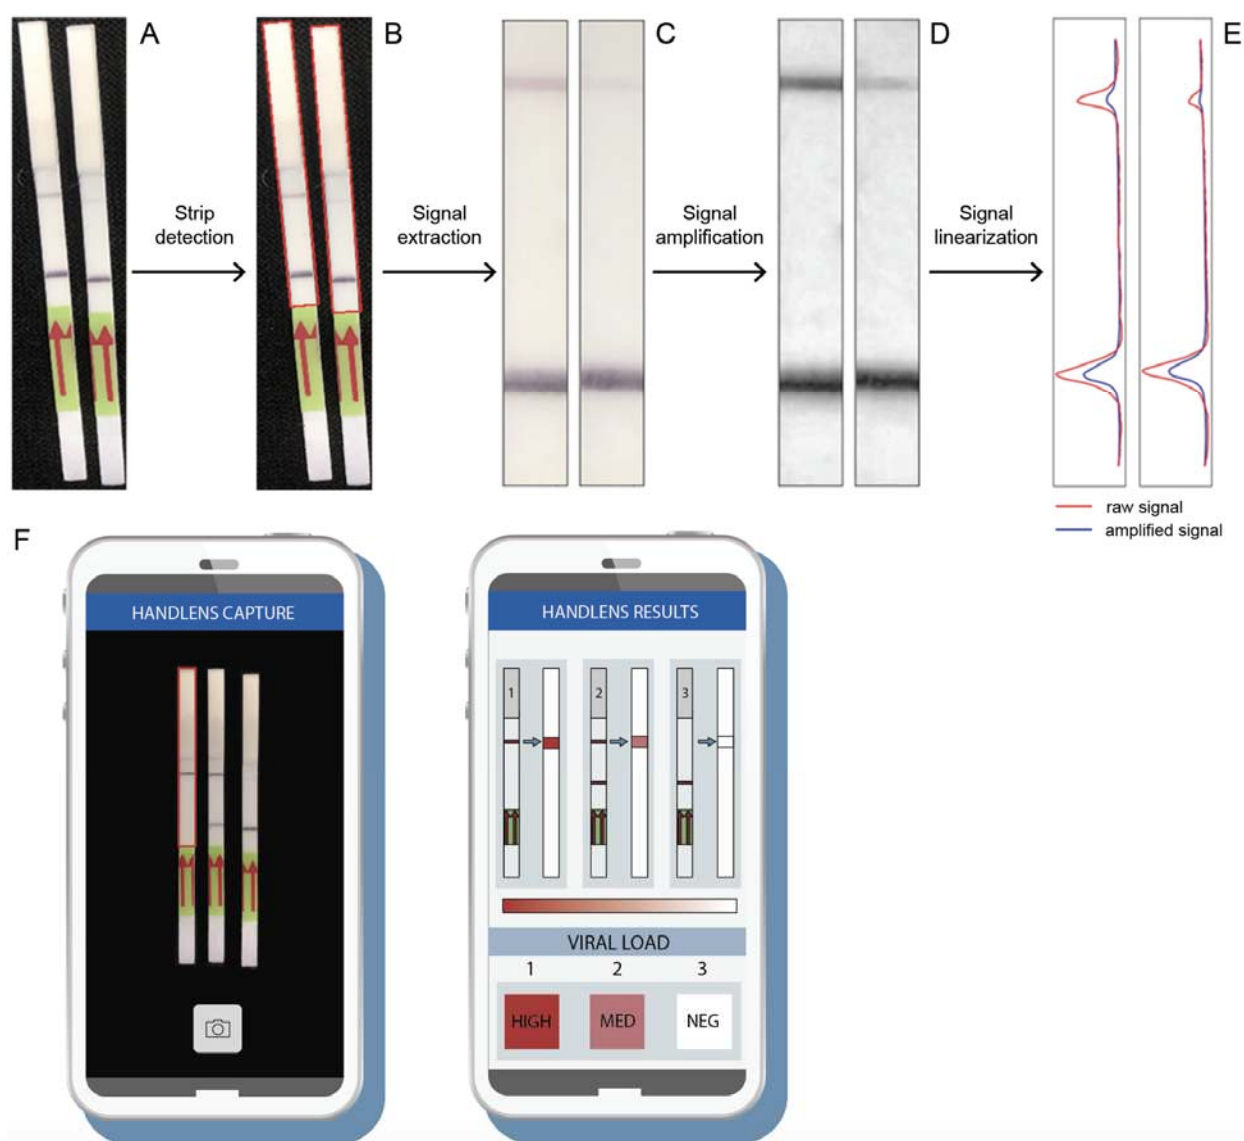 A
B
C
D
E
Strip
detection
Signal
extraction
Signal
amplification
Signal
linearization
raw signal
amplified signal
F
HANDLENS CAPTURE
HANDLENS RESULTS
1
2
3
VIRAL LOAD
1
2
3
HIGH
MED
NEG